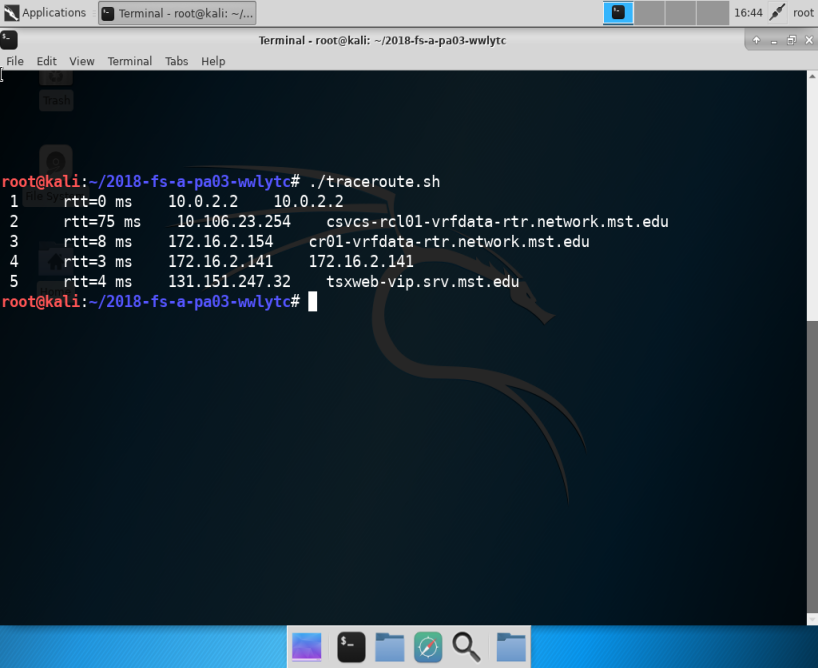 Applications Terminal - root@kali: ~/... 16:44 root
Terminal - root@kali: ~/2018-fs-a-pa03-wwlytc
File Edit View Terminal Tabs Help
Trash
root@kali:~/2018-fs-a-pa03-wwlytc# ./traceroute.sh
File System
1 rtt=0 ms 10.0.2.2 10.0.2.2
2 rtt=75 ms 10.106.23.254 csvcs-rcl01-vrfdata-rtr.network.mst.edu
3 rtt=8 ms 172.16.2.154 cr01-vrfdata-rtr.network.mst.edu
4 rtt=3 ms 172.16.2.141 172.16.2.141
5 rtt=4 ms 131.151.247.32 tsxweb-vip.srv.mst.edu
Home
root@kali:~/2018-fs-a-pa03-wwlytc#